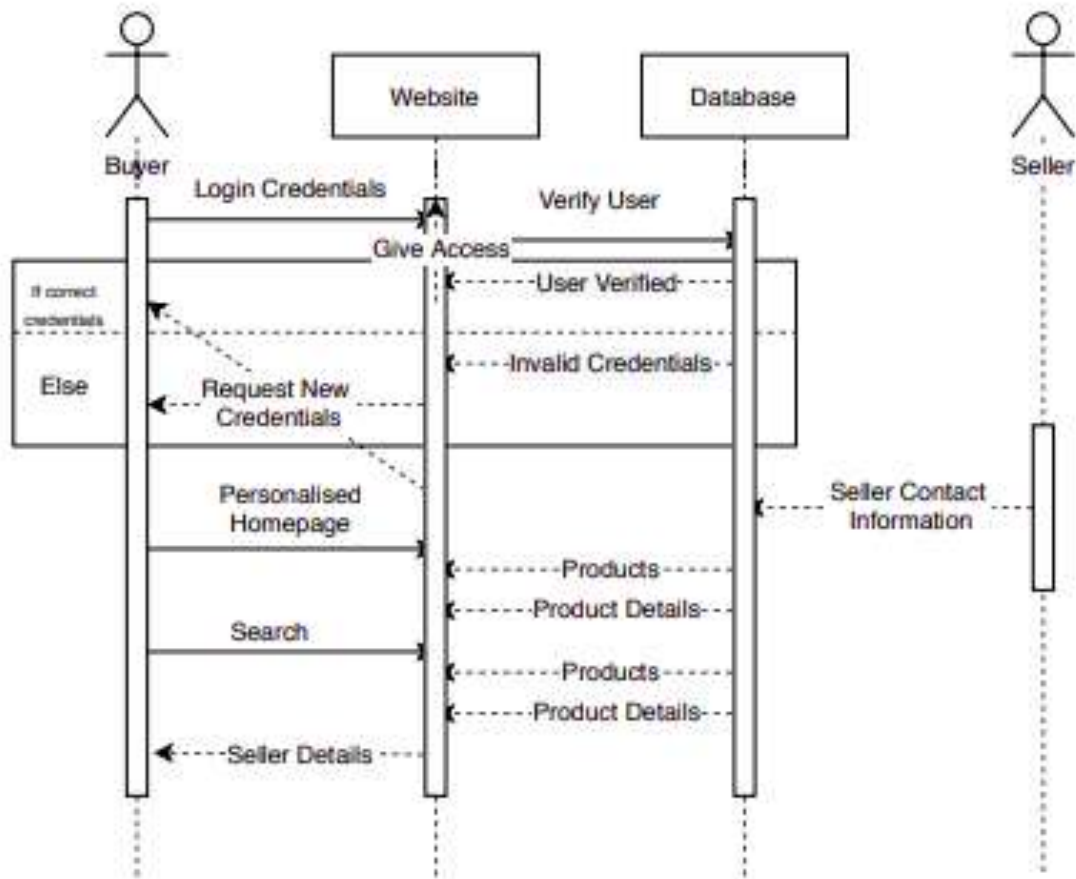 Website
Database
Buyer
Seller
Login Credentials
Verify User
Give Access
User Verified
If correct
credentials
Invalid Credentials
Else
Request New
Credentials
Personalised
Homepage
Seller Contact
Information
Products
Product Details
Search
Products
Product Details
Seller Details